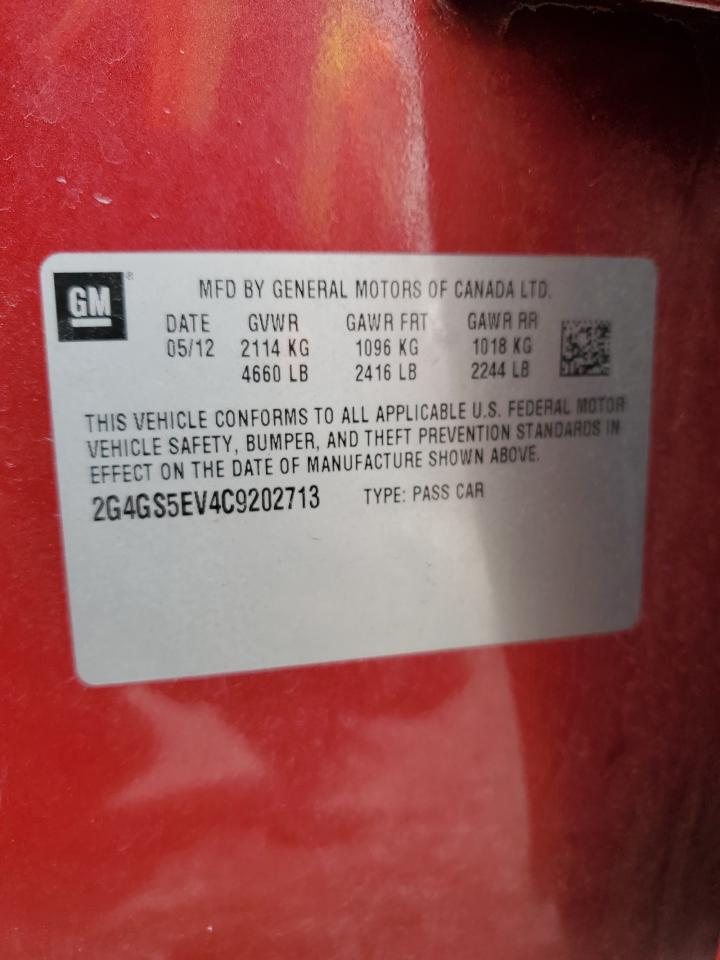 GM ®
MFD BY GENERAL MOTORS OF CANADA LTD.
DATE GVWR GAWR FRT GAWR RR
05/12 2114 KG 1096 KG 1018 KG
4660 LB 2416 LB 2244 LB
THIS VEHICLE CONFORMS TO ALL APPLICABLE U.S. FEDERAL MOTOR
VEHICLE SAFETY, BUMPER, AND THEFT PREVENTION STANDARDS IN
EFFECT ON THE DATE OF MANUFACTURE SHOWN ABOVE.
2G4GS5EV4C9202713 TYPE: PASS CAR